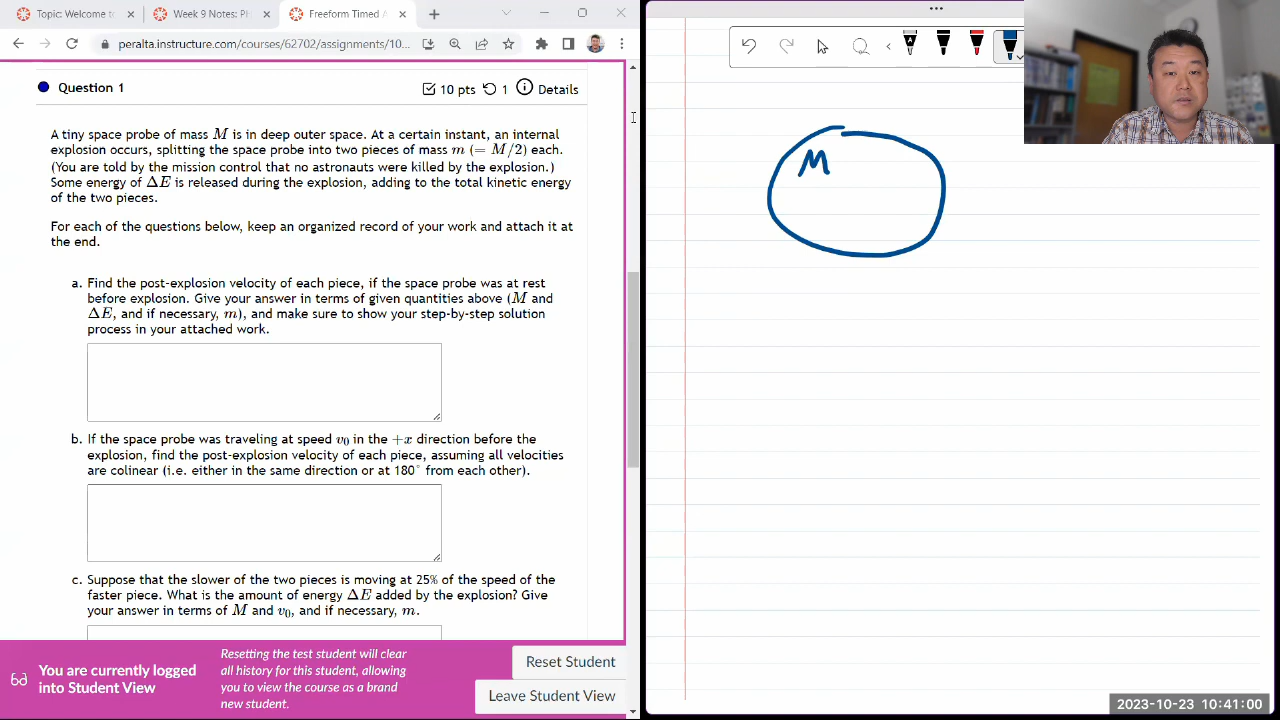 Topic: Welcome to
Week 9 Notes: Ph
Freeform Timed A
peralta.instructure.com/courses/627
signments/10...
Question 1
10 pts
1
Details
A tiny space probe of mass M is in deep outer space. At a certain instant, an internal
explosion occurs, splitting the space probe into two pieces of mass m (= M/2) each.
(You are told by the mission control that no astronauts were killed by the explosion.)
Some energy of ΔE is released during the explosion, adding to the total kinetic energy
of the two pieces.
For each of the questions below, keep an organized record of your work and attach it at
the end.
a. Find the post-explosion velocity of each piece, if the space probe was at rest
before explosion. Give your answer in terms of given quantities above (M and
ΔE, and if necessary, m), and make sure to show your step-by-step solution
process in your attached work.
b. If the space probe was traveling at speed v₀ in the +x direction before the
explosion, find the post-explosion velocity of each piece, assuming all velocities
are colinear (i.e. either in the same direction or at 180° from each other).
c. Suppose that the slower of the two pieces is moving at 25% of the speed of the
faster piece. What is the amount of energy ΔE added by the explosion? Give
your answer in terms of M and v₀, and if necessary, m.
You are currently logged
into Student View
Resetting the test student will clear
all history for this student, allowing
you to view the course as a brand
new student.
Reset Student
Leave Student View
M
2023-10-23 10:41:00